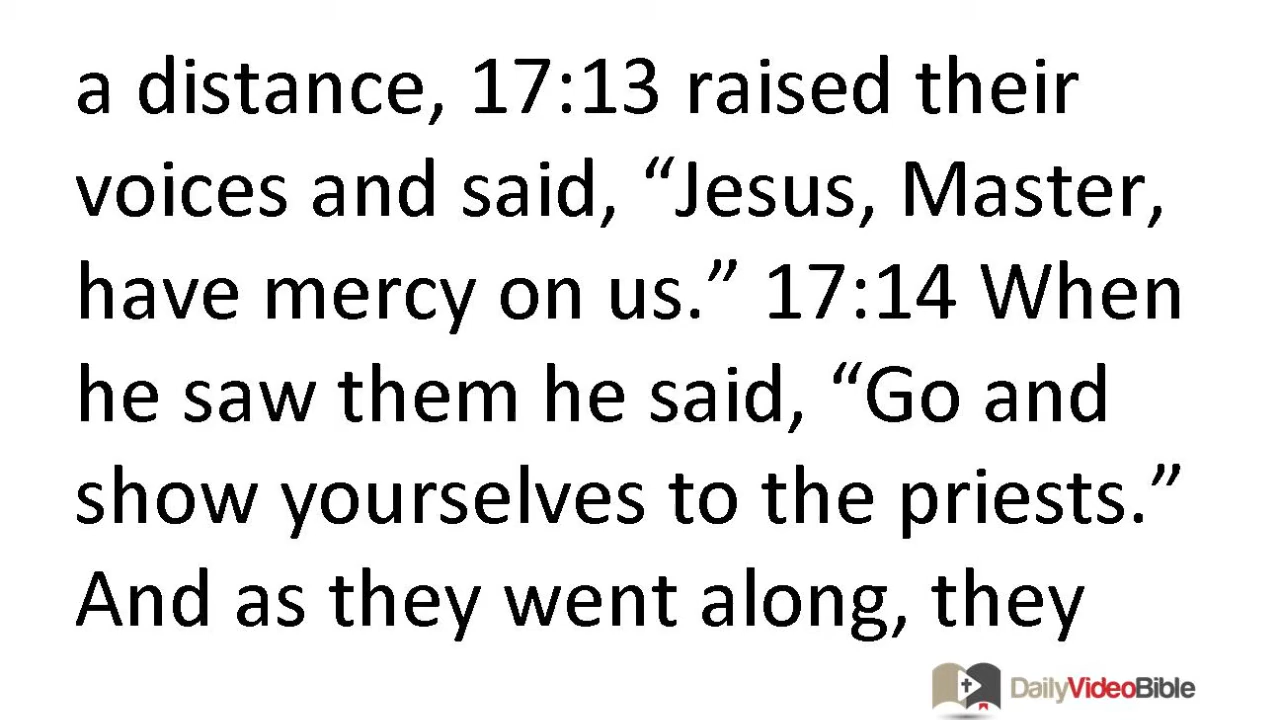 a distance, 17:13 raised their
voices and said, “Jesus, Master,
have mercy on us.” 17:14 When
he saw them he said, “Go and
show yourselves to the priests.”
And as they went along, they
DailyVideoBible